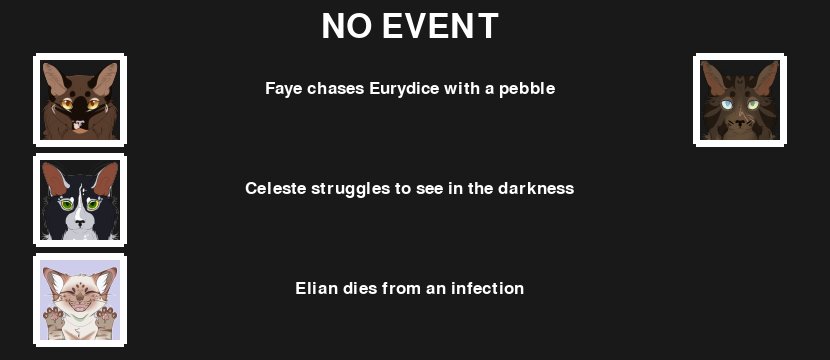 NO EVENT
Faye chases Eurydice with a pebble
Celeste struggles to see in the darkness
Elian dies from an infection